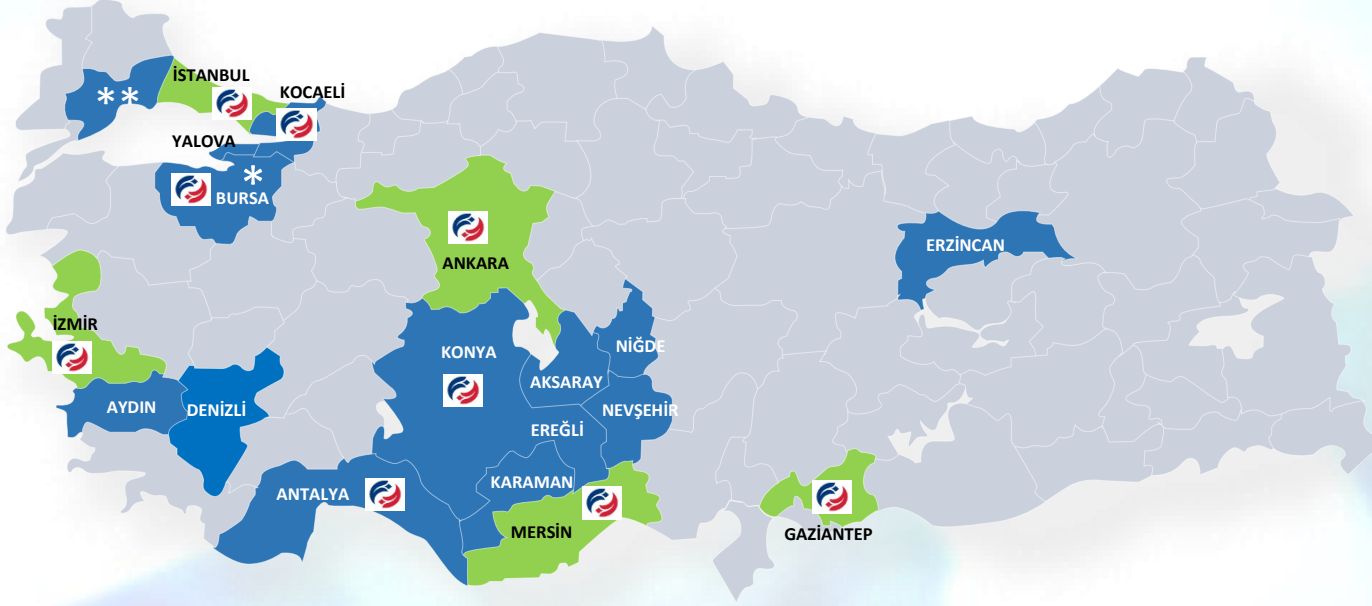 İSTANBUL
KOCAELİ
**
YALOVA
*
BURSA
ANKARA
ERZİNCAN
İZMİR
KONYA
NİĞDE
AKSARAY
AYDIN
DENİZLİ
NEVŞEHİR
EREĞLİ
KARAMAN
ANTALYA
MERSİN
GAZİANTEP